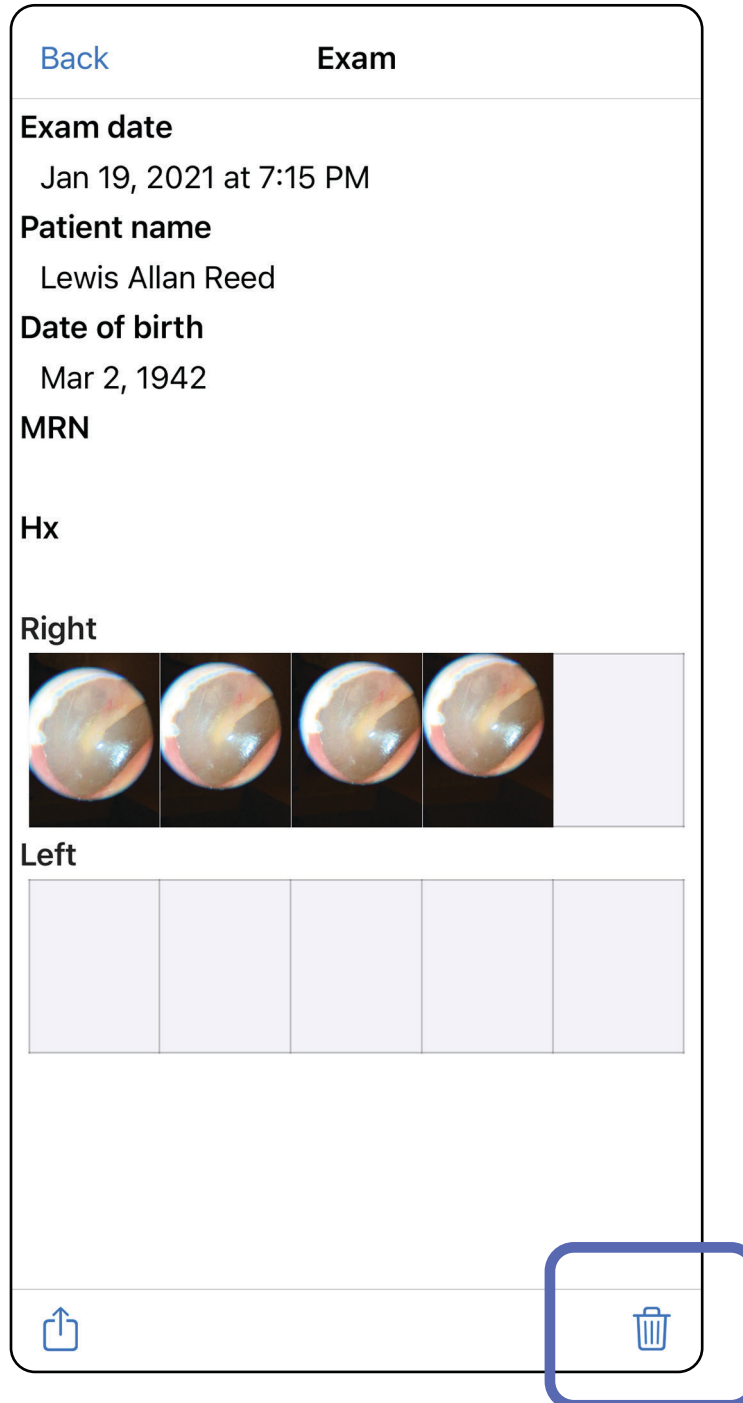 Back
Exam
Exam date
Jan 19, 2021 at 7:15 PM
Patient name
Lewis Allan Reed
Date of birth
Mar 2, 1942
MRN
Hx
Right
Left